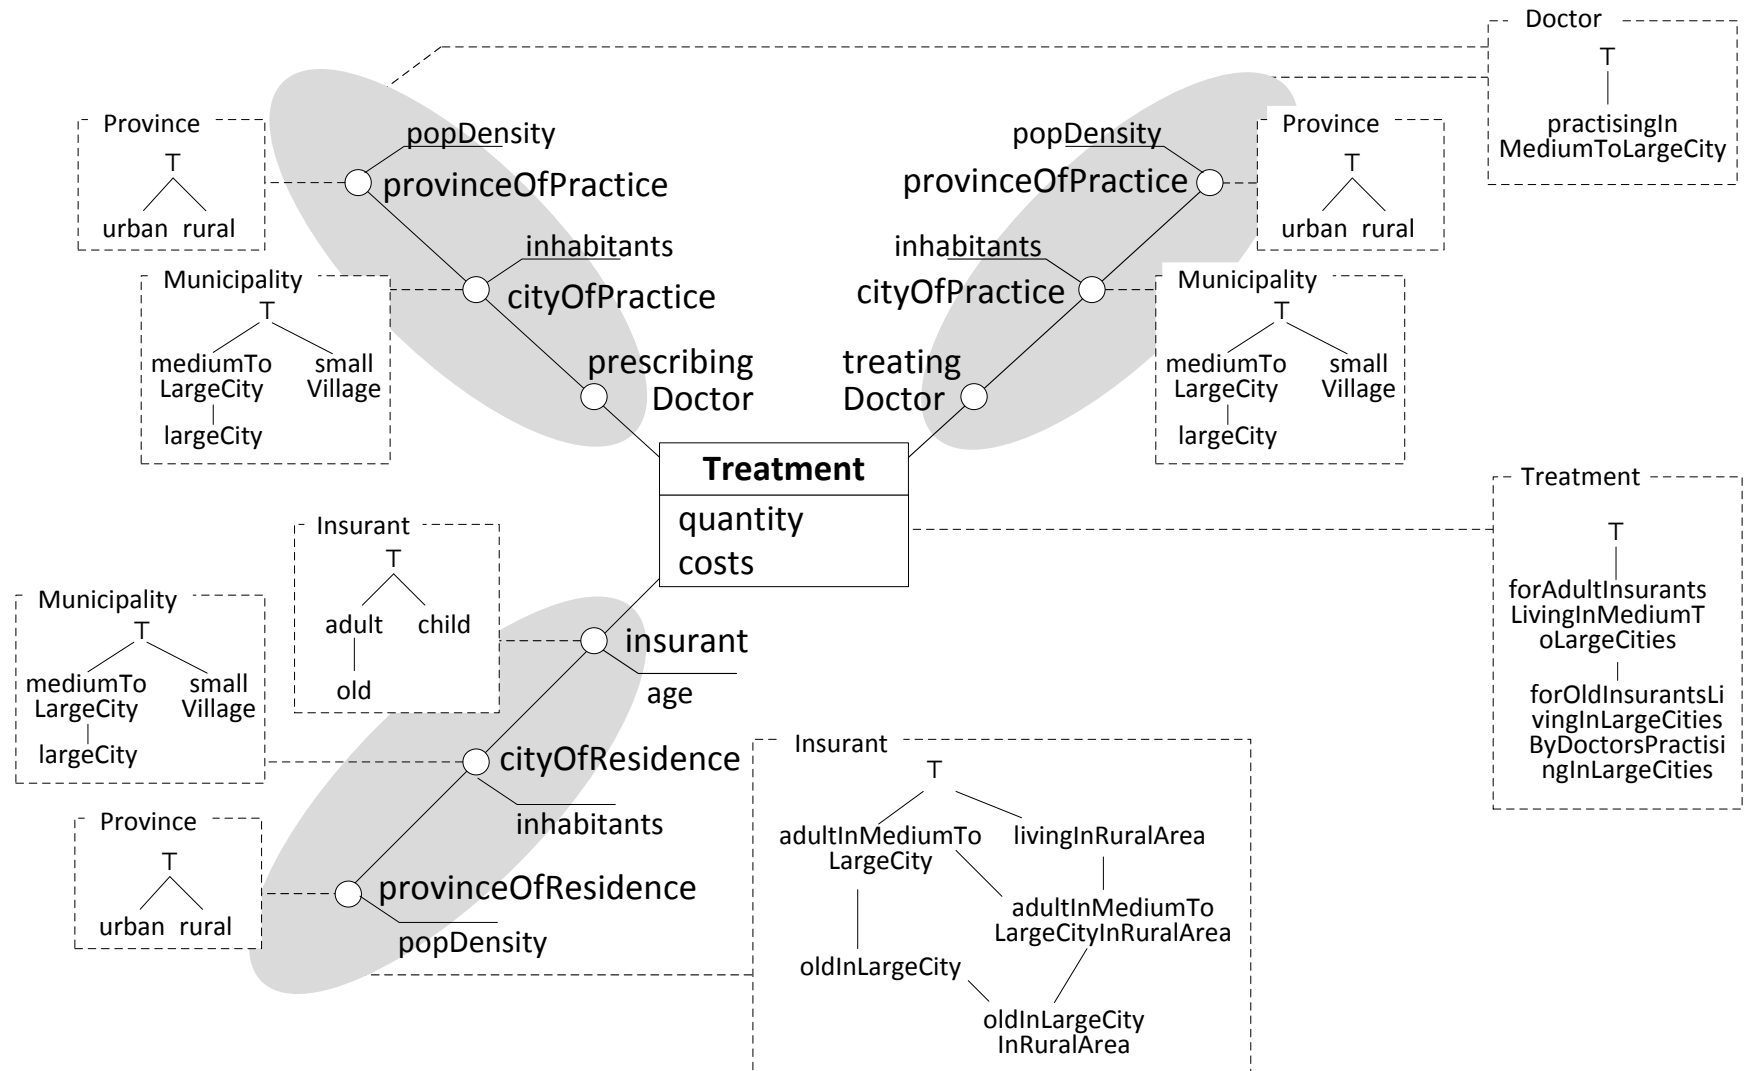 Doctor
T
practisingIn
MediumToLargeCity
Province
T
urban rural
popDensity
provinceOfPractice
inhabitants
cityOfPractice
prescribing
Doctor
Municipality
T
mediumTo
LargeCity
small
Village
largeCity
popDensity
provinceOfPractice
inhabitants
cityOfPractice
treating
Doctor
Province
T
urban rural
Municipality
T
mediumTo
LargeCity
small
Village
largeCity
Treatment
quantity
costs
Treatment
T
forAdultInsurants
LivingInMediumT
oLargeCities
forOldInsurantsLi
vingInLargeCities
ByDoctorsPractisi
ngInLargeCities
Insurant
T
adult child
old
Municipality
T
mediumTo
LargeCity
small
Village
largeCity
Province
T
urban rural
insurant
age
cityOfResidence
inhabitants
provinceOfResidence
popDensity
Insurant
T
adultInMediumTo
LargeCity
livingInRuralArea
adultInMediumTo
LargeCityInRuralArea
oldInLargeCity
oldInLargeCity
InRuralArea